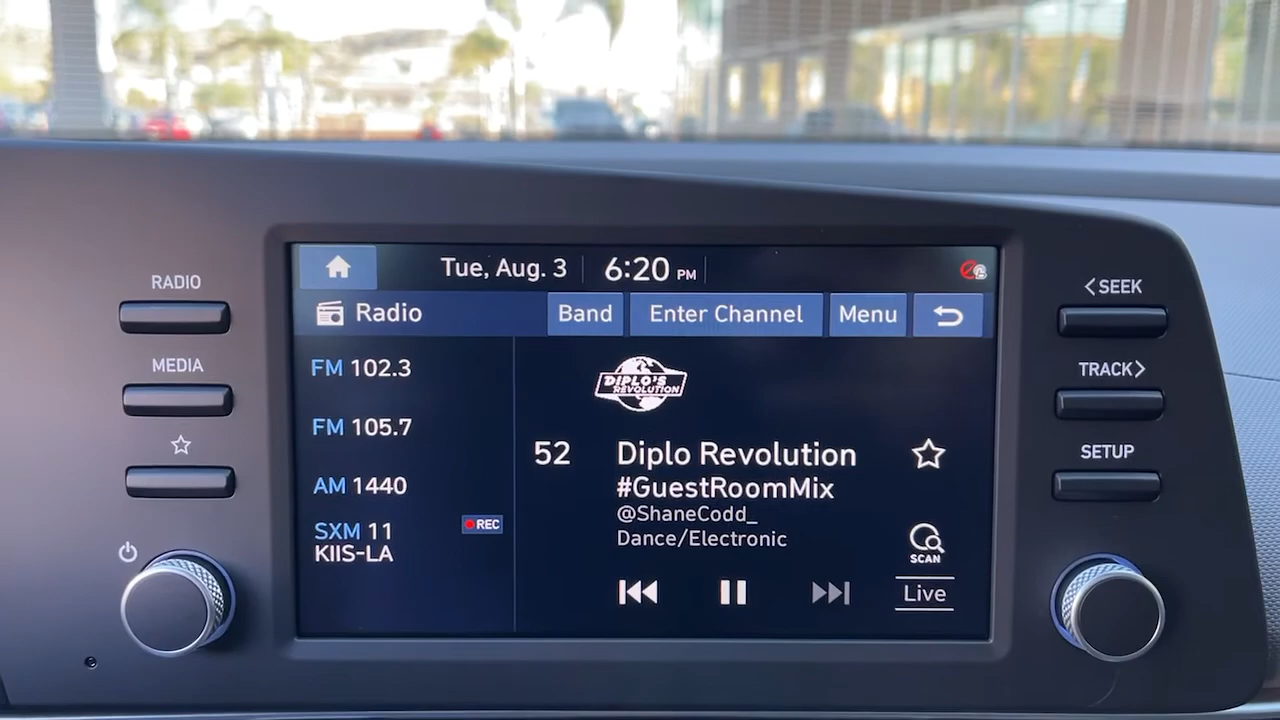 RADIO
MEDIA
Tue, Aug. 3 6:20 PM
Radio Band Enter Channel Menu
FM 102.3
FM 105.7
AM 1440
SXM 11 REC
KIIS-LA
DIPLO'S
REVOLUTION
52 Diplo Revolution
#GuestRoomMix
@ShaneCodd_
Dance/Electronic
SCAN
Live
<SEEK
TRACK>
SETUP